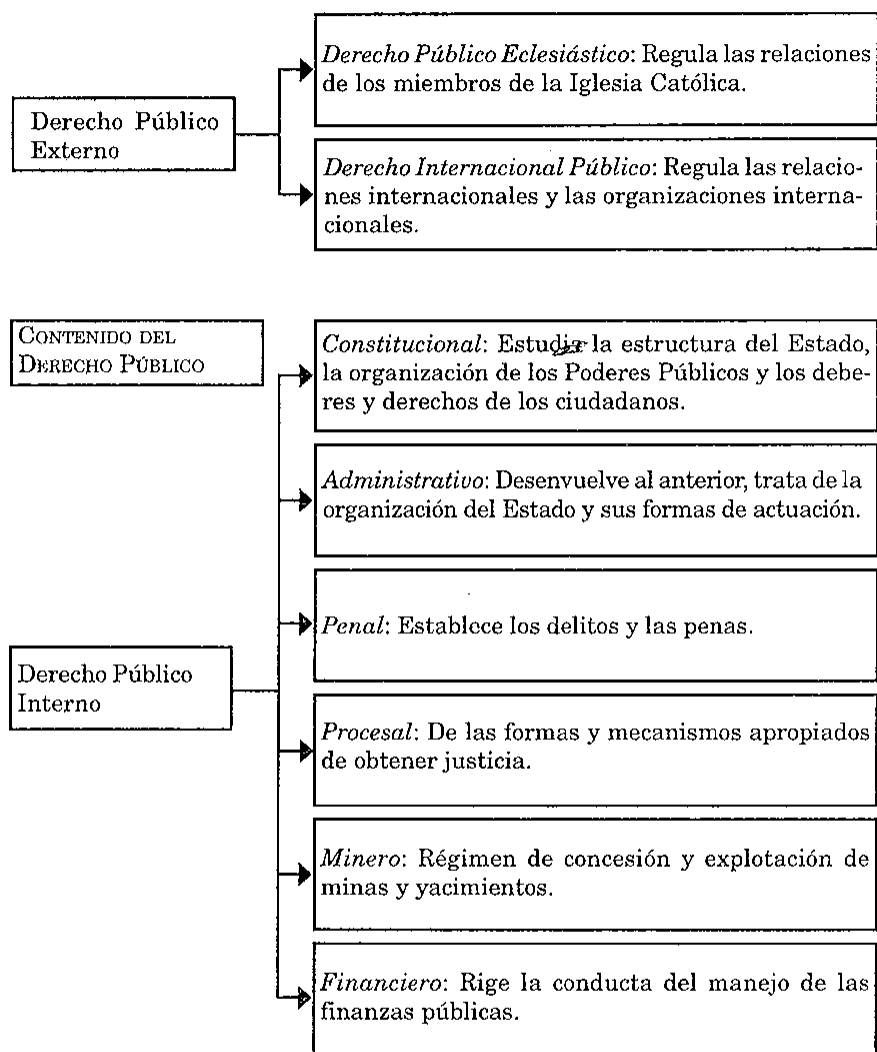 Derecho Público Eclesiástico: Regula las relaciones
de los miembros de la Iglesia Católica.
Derecho Público
Externo
Derecho Internacional Público: Regula las relacio-
nes internacionales y las organizaciones interna-
cionales.
CONTENIDO DEL
DERECHO PÚBLICO
Constitucional: Estudia la estructura del Estado,
la organización de los Poderes Públicos y los debe-
res y derechos de los ciudadanos.
Administrativo: Desenvuelve al anterior, trata de la
organización del Estado y sus formas de actuación.
Penal: Establece los delitos y las penas.
Derecho Público
Interno
Procesal: De las formas y mecanismos apropiados
de obtener justicia.
Minero: Régimen de concesión y explotación de
minas y yacimientos.
Financiero: Rige la conducta del manejo de las
finanzas públicas.